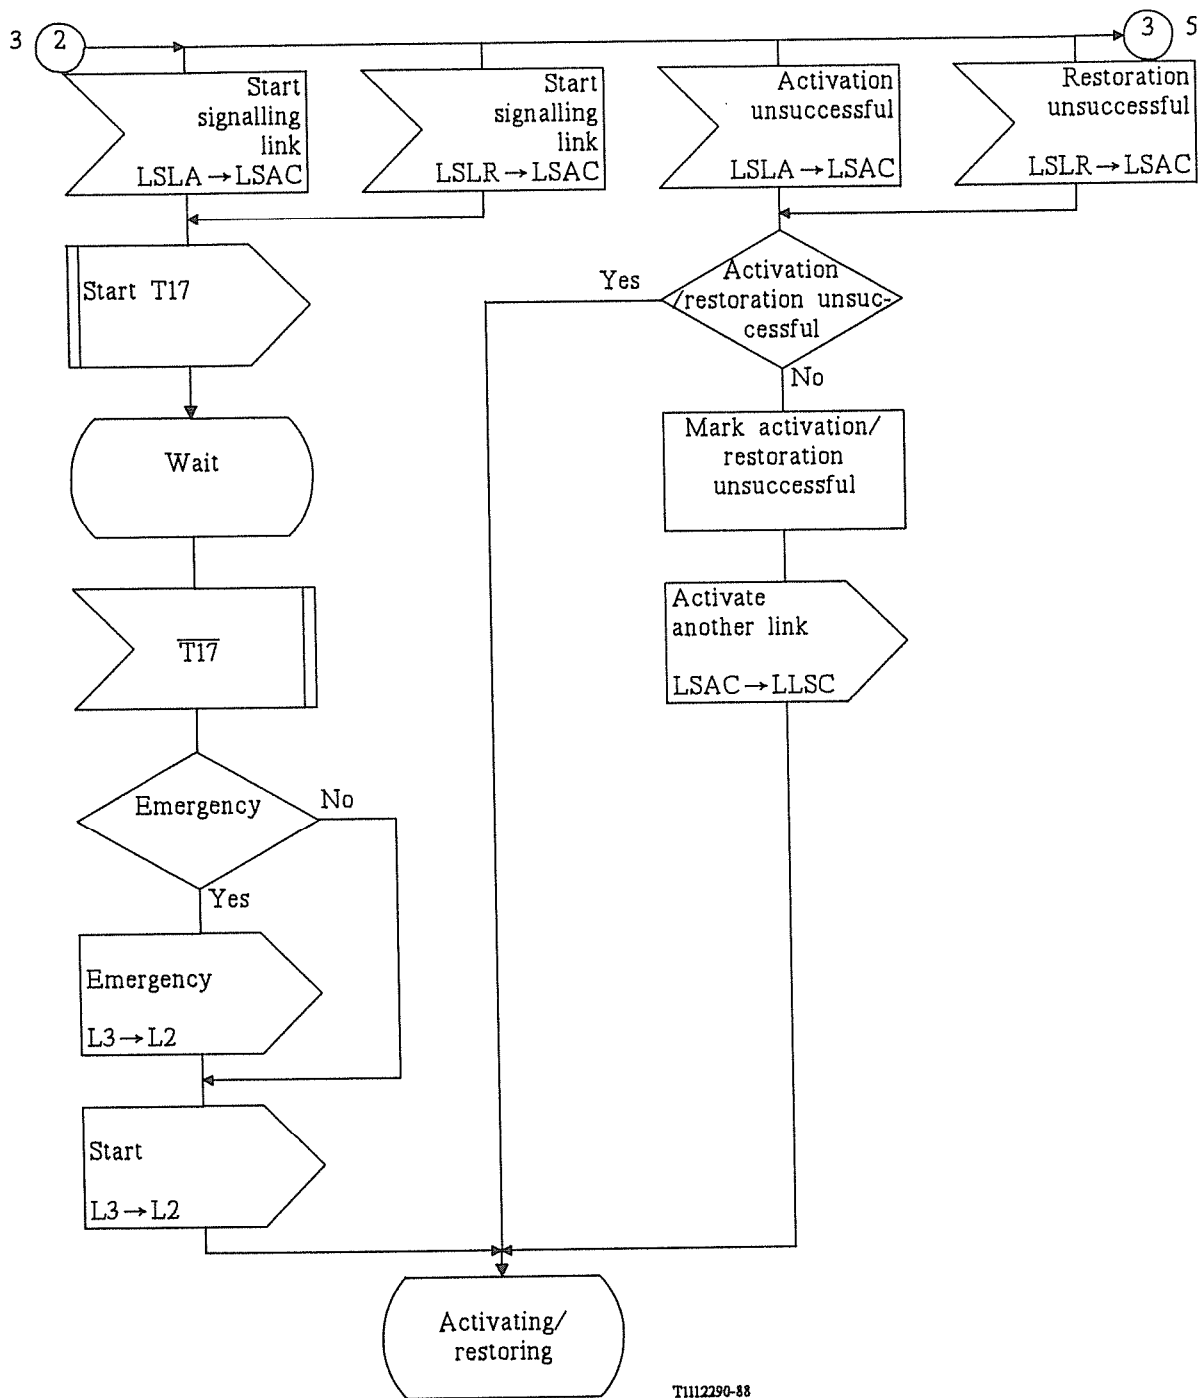 3 2 3 5
Start
signalling
link
LSLA → LSAC
Start
signalling
link
LSLR → LSAC
Activation
unsuccessful
LSLA → LSAC
Restoration
unsuccessful
LSLR → LSAC
Start T17
Wait
T17
Emergency
No
Yes
Emergency
L3 → L2
Start
L3 → L2
Yes
Activation
/restoration unsuc-
cessful
No
Mark activation/
restoration
unsuccessful
Activate
another link
LSAC → LLSC
Activating/
restoring
T1112290-88